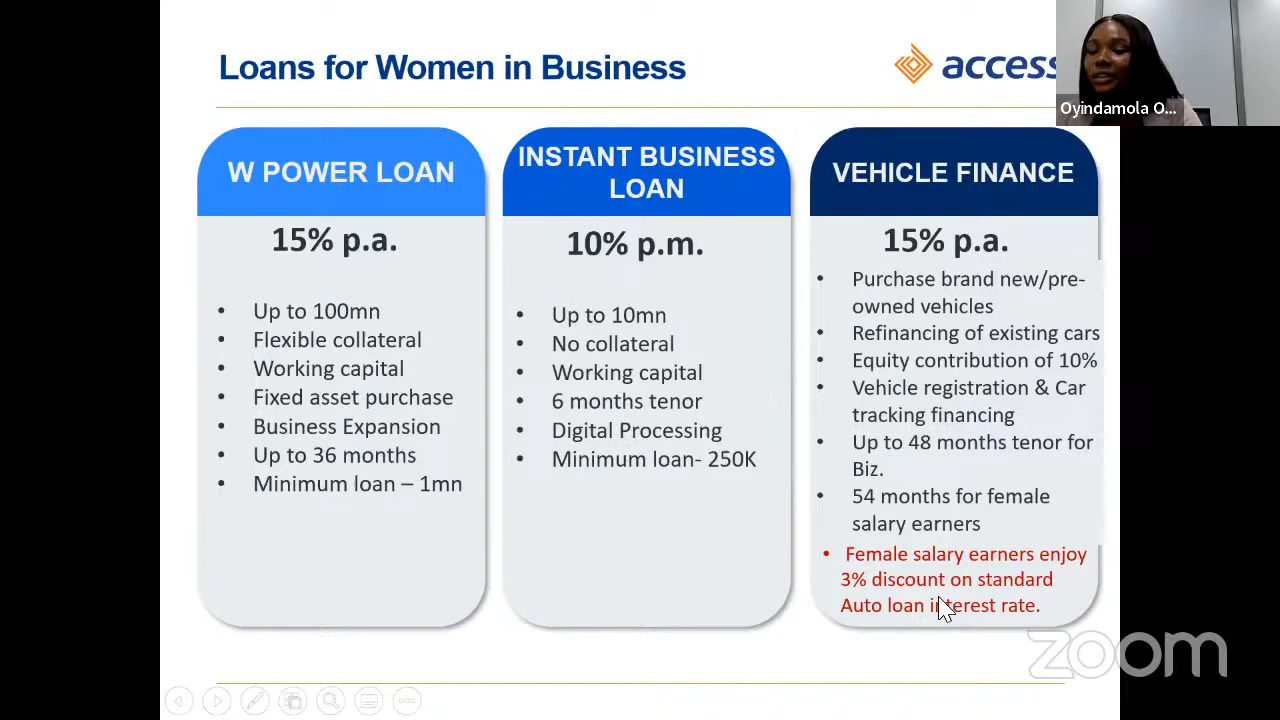 Loans for Women in Business
access
Oyindamola O...
W POWER LOAN
15% p.a.
• Up to 100mn
• Flexible collateral
• Working capital
• Fixed asset purchase
• Business Expansion
• Up to 36 months
• Minimum loan – 1mn
INSTANT BUSINESS
LOAN
10% p.m.
• Up to 10mn
• No collateral
• Working capital
• 6 months tenor
• Digital Processing
• Minimum loan- 250K
VEHICLE FINANCE
15% p.a.
• Purchase brand new/pre-
owned vehicles
• Refinancing of existing cars
• Equity contribution of 10%
• Vehicle registration & Car
tracking financing
• Up to 48 months tenor for
Biz.
• 54 months for female
salary earners
• Female salary earners enjoy
3% discount on standard
Auto loan interest rate.
zoom